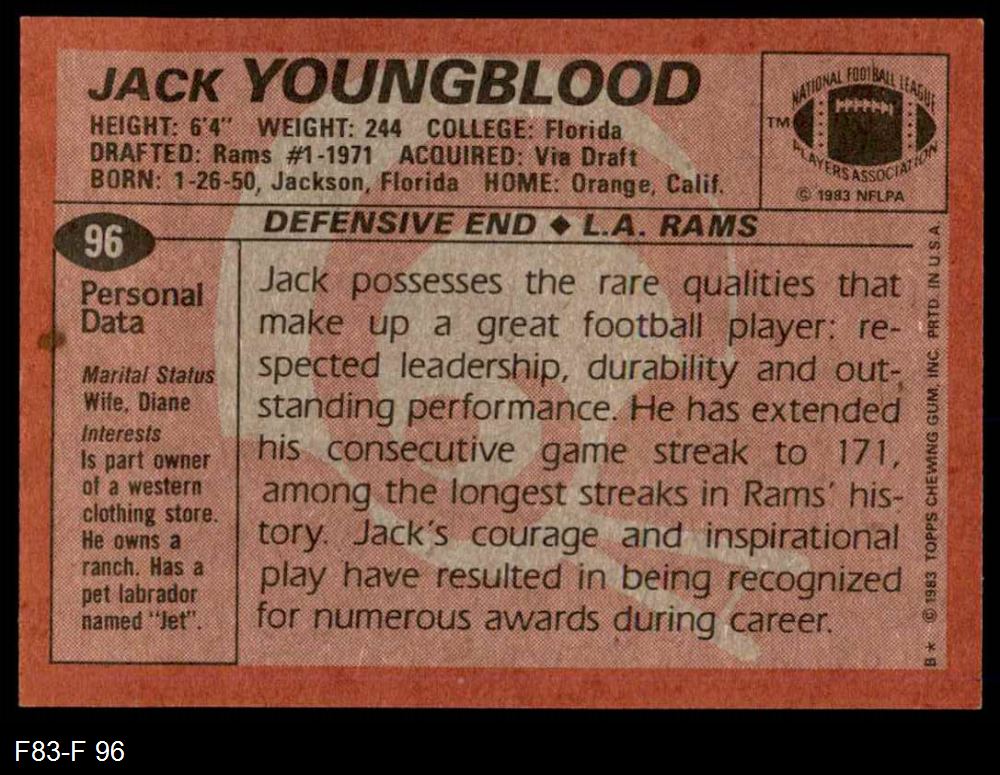 JACK YOUNGBLOOD
HEIGHT: 6'4" WEIGHT: 244 COLLEGE: Florida
DRAFTED: Rams #1-1971 ACQUIRED: Via Draft
BORN: 1-26-50, Jackson, Florida HOME: Orange, Calif.
NATIONAL FOOTBALL LEAGUE
TM
PLAYERS ASSOCIATION
© 1983 NFLPA
96
DEFENSIVE END ◆ L.A. RAMS
Personal
Data
Marital Status
Wife, Diane
Interests
Is part owner
of a western
clothing store.
He owns a
ranch. Has a
pet labrador
named "Jet".
Jack possesses the rare qualities that
make up a great football player: re-
spected leadership, durability and out-
standing performance. He has extended
his consecutive game streak to 171,
among the longest streaks in Rams' his-
tory. Jack's courage and inspirational
play have resulted in being recognized
for numerous awards during career.
B* © 1983 TOPPS CHEWING GUM, INC. PRTD. IN U.S.A.
F83-F 96